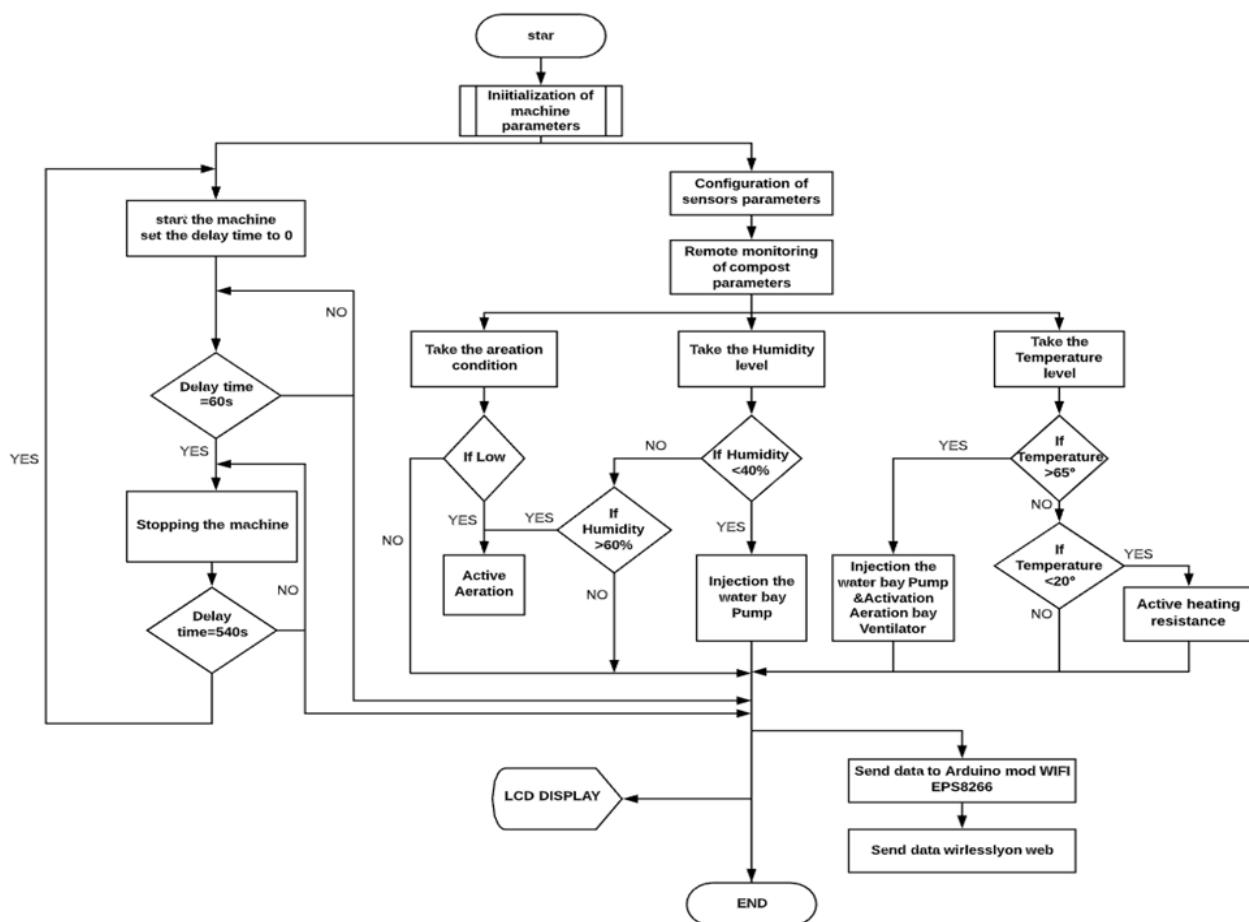 star
Iniitialization of
machine
parameters
Configuration of
sensors parameters
start the machine
set the delay time to 0
Remote monitoring
of compost
parameters
NO
Take the areation
condition
Take the Humidity
level
Take the
Temperature
level
Delay time
=60s
YES
YES
If Low
NO
If Humidity
<40%
YES
If
Temperature
>65°
NO
Stopping the machine
NO
YES
YES
If
Humidity
>60%
YES
If
Temperature
<20°
YES
NO
Active
Aeration
NO
Injection the
water bay
Pump
Injection the
water bay Pump
&Activation
Aeration bay
Ventilator
NO
Active heating
resistance
Delay
time=540s
LCD DISPLAY
Send data to Arduino mod WIFI
EPS8266
Send data wirlesslyon web
END